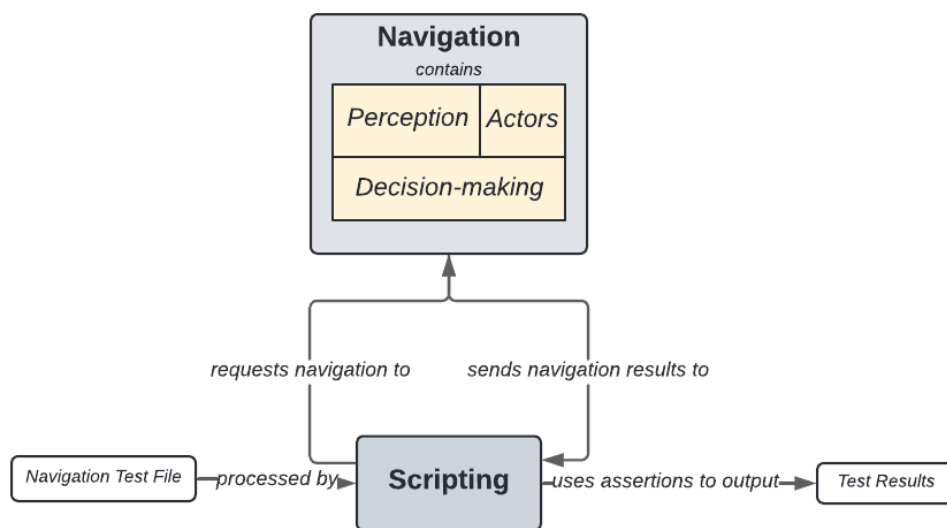 Navigation
contains
Perception
Actors
Decision-making
requests navigation to
sends navigation results to
Navigation Test File
processed by
Scripting
uses assertions to output
Test Results